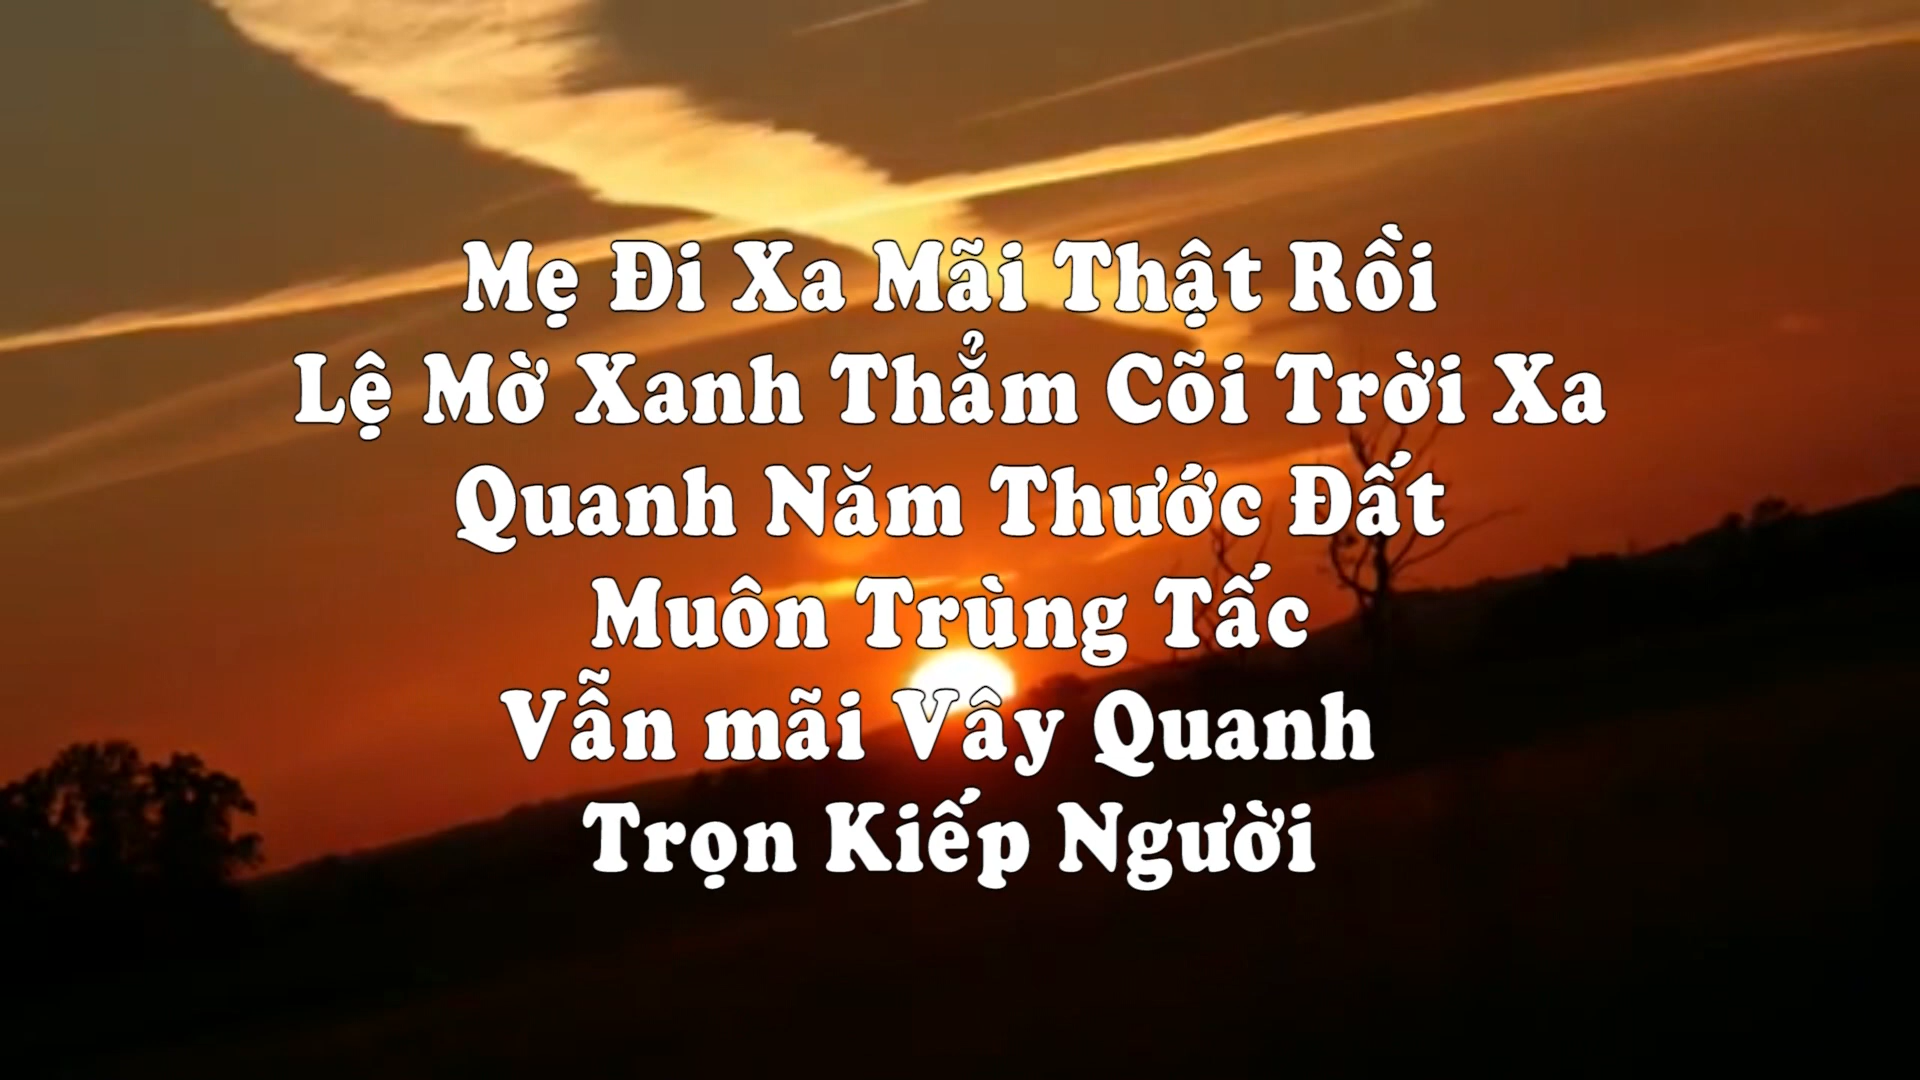 Mẹ Đi Xa Mãi Thật Rồi
Lệ Mờ Xanh Thẳm Cõi Trời Xa
Quanh Năm Thước Đất
Muôn Trùng Tấc
Vẫn mãi Vây Quanh
Trọn Kiếp Người